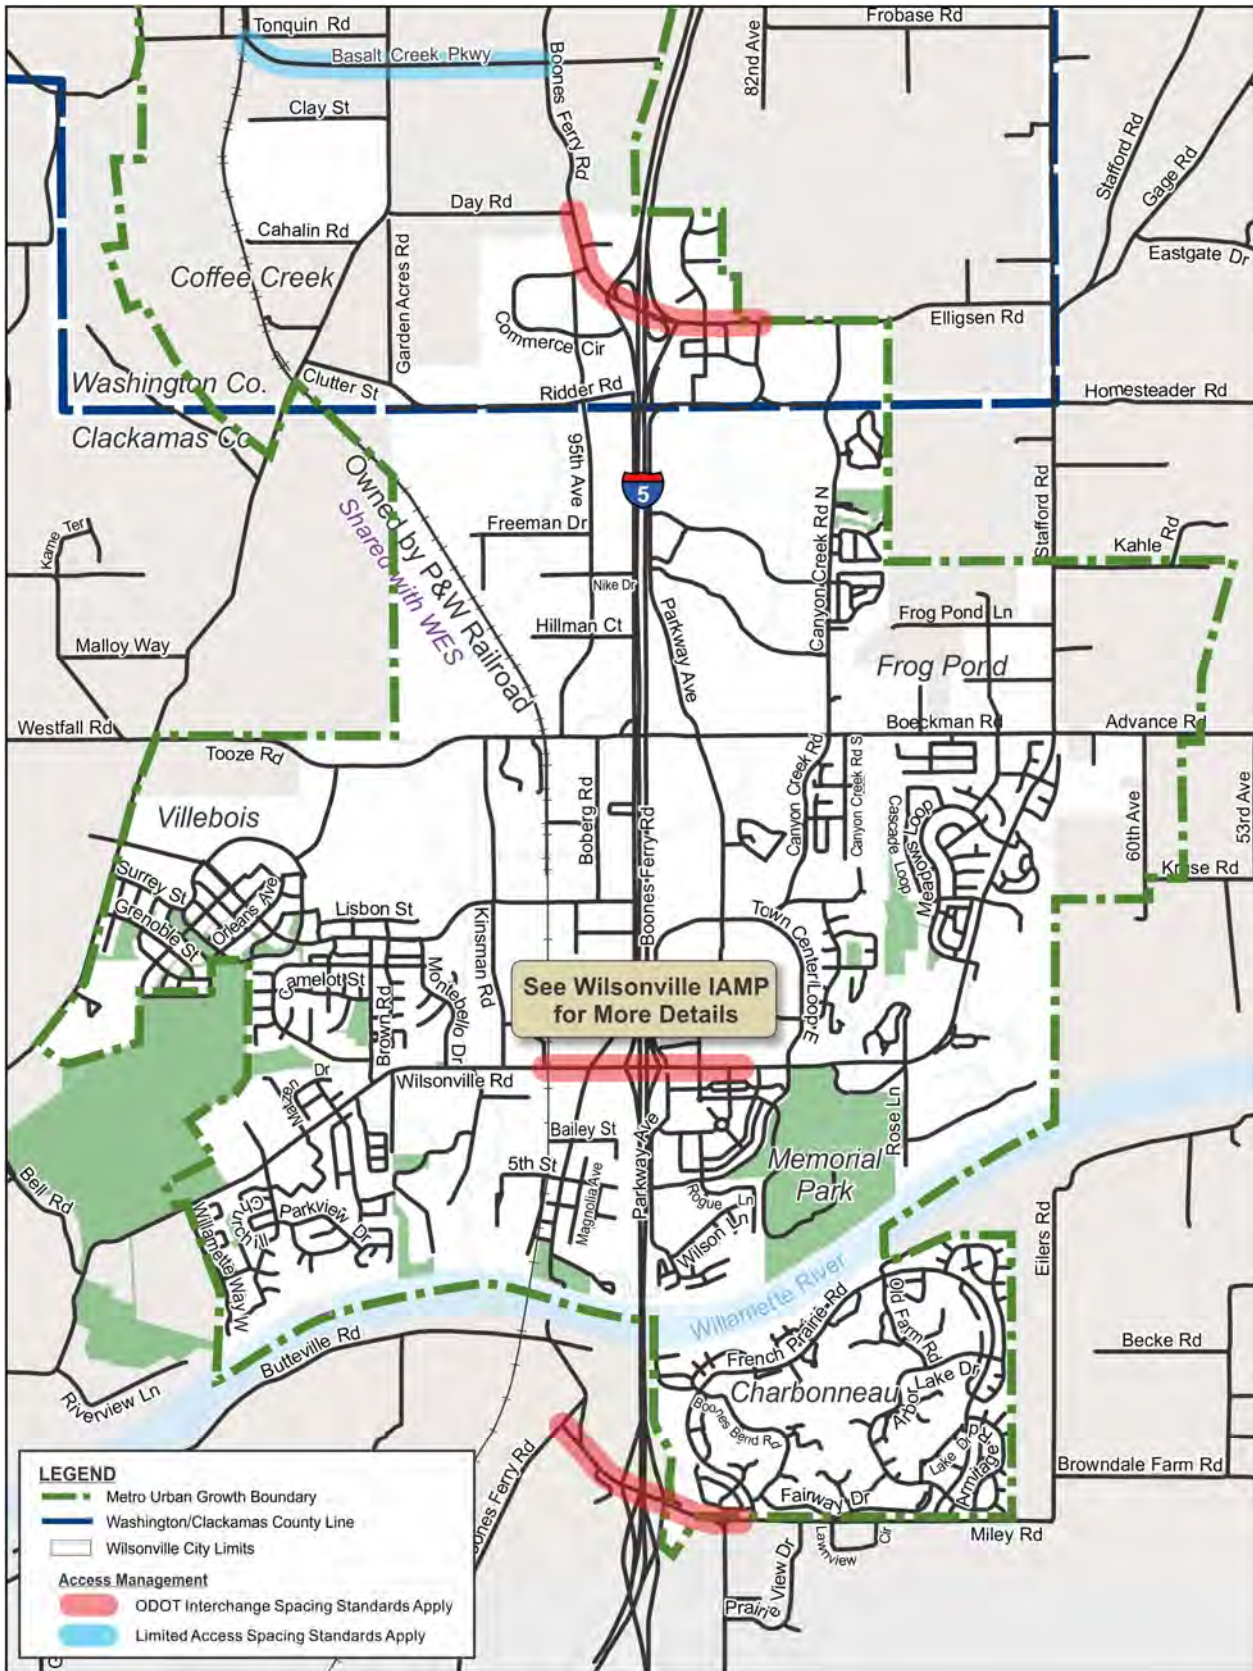 Tonquin Rd
Frobase Rd
Basalt Creek Pkwy
Boones Ferry Rd
82nd Ave
Clay St
Stafford Rd
Gage Rd
Day Rd
Cahalin Rd
Eastgate Dr
Coffee Creek
Garden Acres Rd
Elligsen Rd
Commerce Cir
Washington Co.
Clutter St
Ridder Rd
Homesteader Rd
Clackamas Co
95th Ave
Owned by P&W Railroad
Shared with WES
5
Canyon Creek Rd N
Stafford Rd
Kame Ter
Freeman Dr
Kahle Rd
Nike Dr
Parkway Ave
Frog Pond Ln
Hillman Ct
Malloy Way
Frog Pond
Westfall Rd
Boeckman Rd
Advance Rd
Tooze Rd
Canyon Creek Rd
Canyon Creek Rd S
Boberg Rd
Boones Ferry Rd
Villebois
Cascade Loop
Meadows Loop
60th Ave
53rd Ave
Kruse Rd
Surrey St
Orleans Ave
Grenoble St
Lisbon St
Kinsman Rd
Town Center Loop E
Camelot St
Montebello Dr
Brown Rd
See Wilsonville IAMP
for More Details
Wilsonville Rd
Bailey St
Rose Ln
5th St
Parkway Ave
Magnolia Ave
Memorial
Park
Rogue Ln
Wilson Ln
Bell Rd
Churchill
Parkview Dr
Willamette Way W
Eilers Rd
Willamette River
Butteville Rd
French Prairie Rd
Old Farm Rd
Becke Rd
Riverview Ln
Charbonneau
Arbor Lake Dr
Boones Bend Rd
Lake Dr
Armitage Rd
Browndale Farm Rd
Fairway Dr
Lawnview Cir
Miley Rd
Prairie View Dr
LEGEND
Metro Urban Growth Boundary
Washington/Clackamas County Line
Wilsonville City Limits
Access Management
ODOT Interchange Spacing Standards Apply
Limited Access Spacing Standards Apply